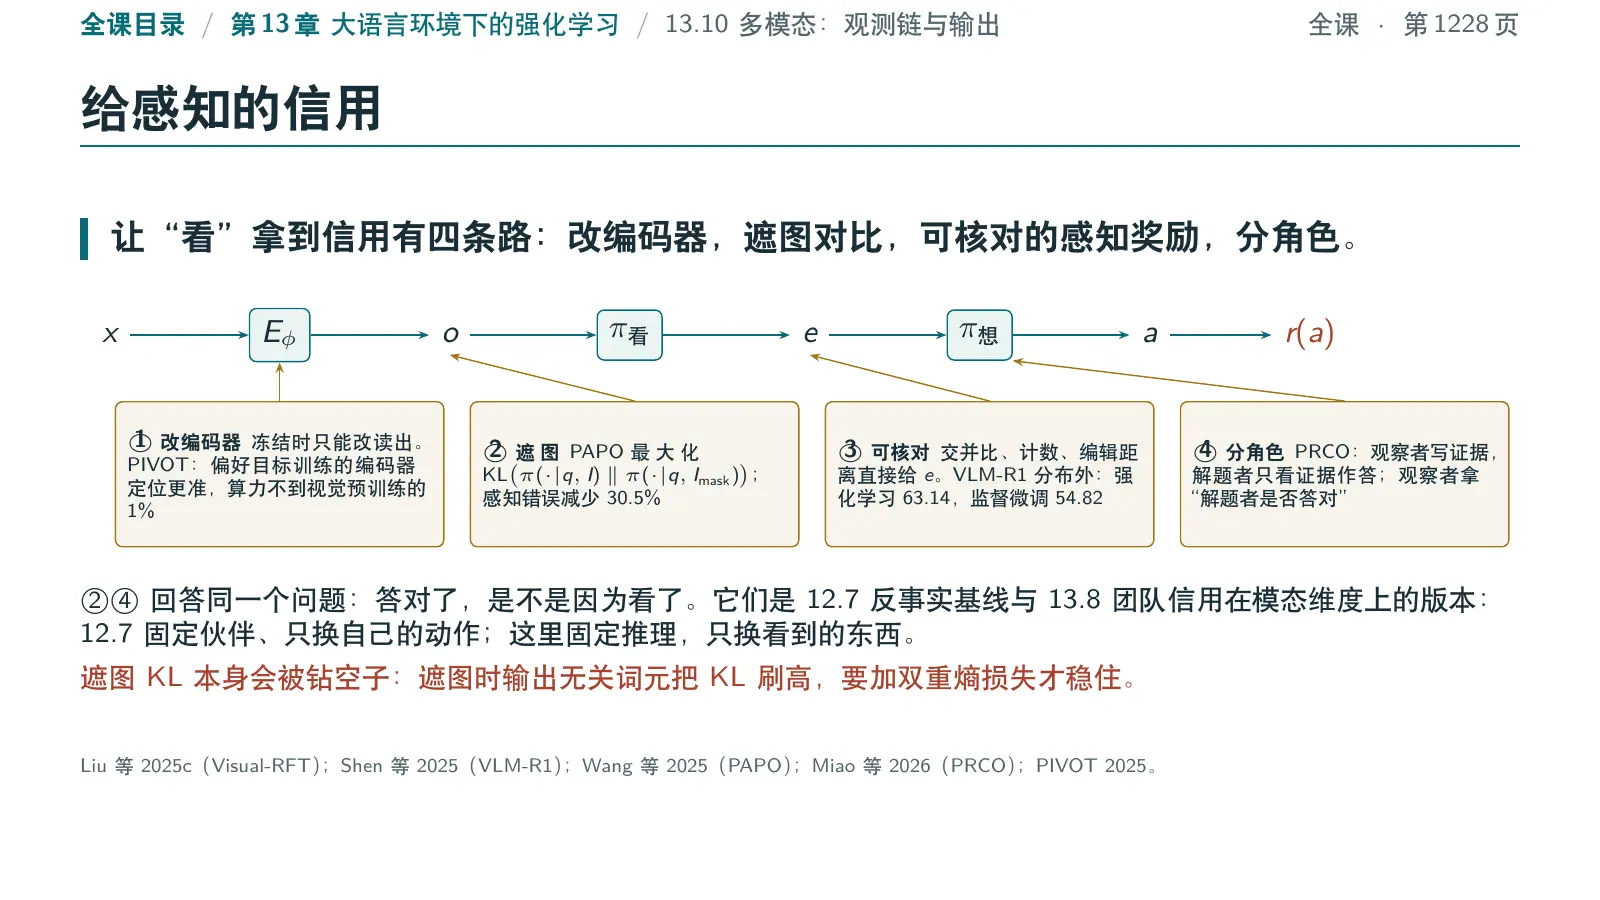 全课目录 / 第 13 章 大语言环境下的强化学习 / 13.10 多模态：观测链与输出
全课 · 第 1228 页
给感知的信用
让“看”拿到信用有四条路：改编码器，遮图对比，可核对的感知奖励，分角色。
x E_ϕ o π_看 e π_想 a r(a)
① 改编码器 冻结时只能改读出。
PIVOT：偏好目标训练的编码器
定位更准，算力不到视觉预训练的
1%
② 遮图 PAPO 最大化
KL(π(·|q, I) ∥ π(·|q, I_mask))；
感知错误减少 30.5%
③ 可核对 交并比、计数、编辑距
离直接给 e。VLM-R1 分布外：强
化学习 63.14，监督微调 54.82
④ 分角色 PRCO：观察者写证据，
解题者只看证据作答；观察者拿
“解题者是否答对”
②④ 回答同一个问题：答对了，是不是因为看了。它们是 12.7 反事实基线与 13.8 团队信用在模态维度上的版本：
12.7 固定伙伴、只换自己的动作；这里固定推理，只换看到的东西。
遮图 KL 本身会被钻空子：遮图时输出无关词元把 KL 刷高，要加双重熵损失才稳住。
Liu 等 2025c（Visual-RFT）；Shen 等 2025（VLM-R1）；Wang 等 2025（PAPO）；Miao 等 2026（PRCO）；PIVOT 2025。